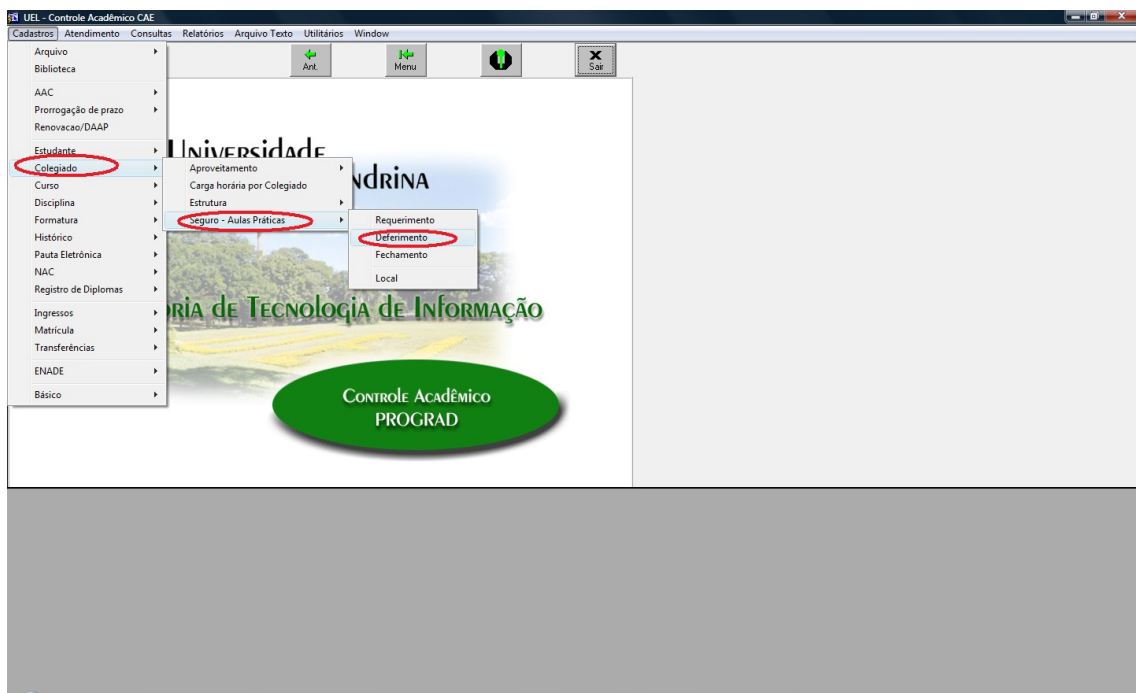 UEL - Controle Acadêmico CAE
Cadastros Atendimento Consultas Relatórios Arquivo Texto Utilitários Window
Ant.
Menu
Sair
Arquivo
Biblioteca
AAC
Prorrogação de prazo
Renovacao/DAAP
Estudante
Colegiado
Curso
Disciplina
Formatura
Histórico
Pauta Eletrônica
NAC
Registro de Diplomas
Ingressos
Matrícula
Transferências
ENADE
Básico
Aproveitamento
Carga horária por Colegiado
Estrutura
Seguro - Aulas Práticas
Requerimento
Deferimento
Fechamento
Local
Universidade
ndrina
oria de Tecnologia de Informação
Controle Acadêmico
PROGRAD